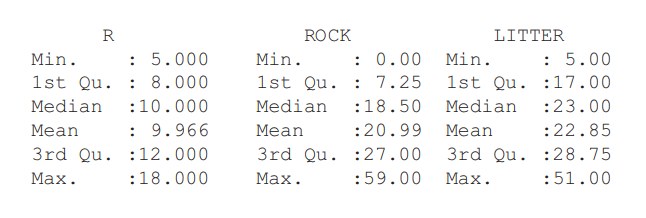 R ROCK LITTER
Min. : 5.000 Min. : 0.00 Min. : 5.00
1st Qu. : 8.000 1st Qu. : 7.25 1st Qu. :17.00
Median :10.000 Median :18.50 Median :23.00
Mean : 9.966 Mean :20.99 Mean :22.85
3rd Qu. :12.000 3rd Qu. :27.00 3rd Qu. :28.75
Max. :18.000 Max. :59.00 Max. :51.00